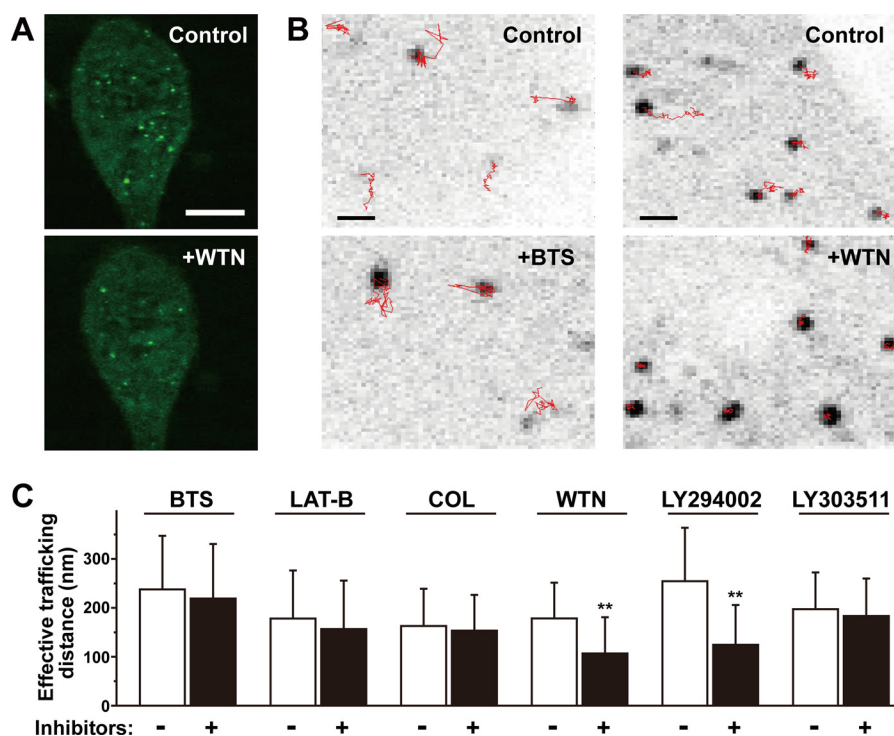 A
Control
+WTN
B
Control
Control
+BTS
+WTN
C
BTS LAT-B COL WTN LY294002 LY303511
Effective trafficking
distance (nm)
300
200
100
0
** **
Inhibitors: - + - + - + - + - + - +